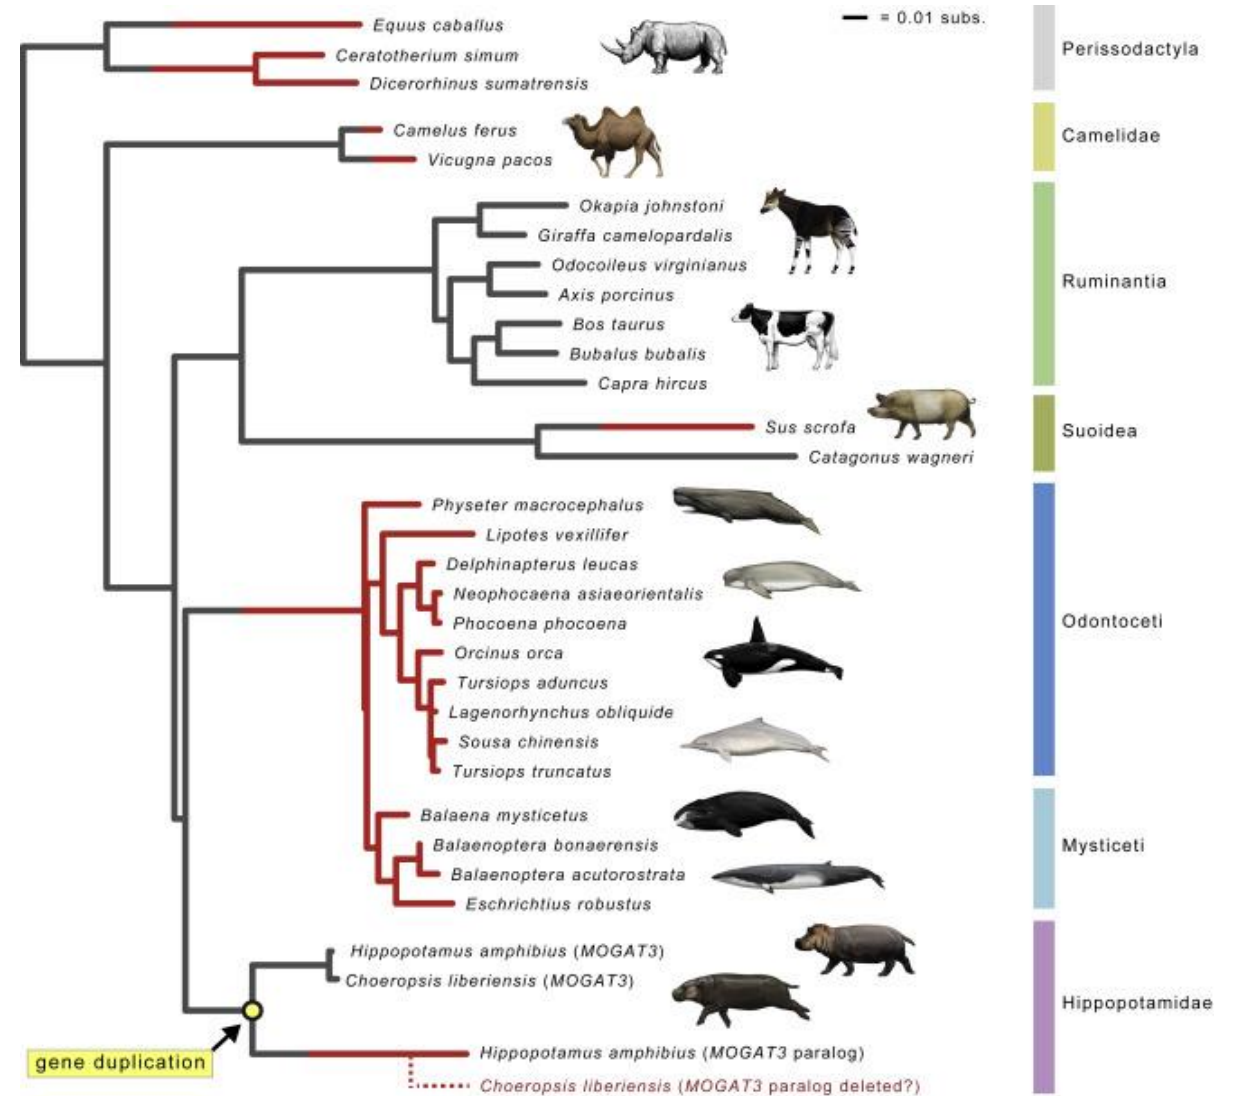 Equus caballus
= 0.01 subs.
Ceratotherium simum
Perissodactyla
Dicerorhinus sumatrensis
Camelus ferus
Camelidae
Vicugna pacos
Okapia johnstoni
Giraffa camelopardalis
Odocoileus virginianus
Ruminantia
Axis porcinus
Bos taurus
Bubalus bubalis
Capra hircus
Sus scrofa
Suoidea
Catagonus wagneri
Physeter macrocephalus
Lipotes vexillifer
Delphinapterus leucas
Neophocaena asiaeorientalis
Phocoena phocoena
Odontoceti
Orcinus orca
Tursiops aduncus
Lagenorhynchus obliquide
Sousa chinensis
Tursiops truncatus
Balaena mysticetus
Balaenoptera bonaerensis
Mysticeti
Balaenoptera acutorostrata
Eschrichtius robustus
Hippopotamus amphibius (MOGAT3)
Choeropsis liberiensis (MOGAT3)
Hippopotamidae
gene duplication
Hippopotamus amphibius (MOGAT3 paralog)
Choeropsis liberiensis (MOGAT3 paralog deleted?)